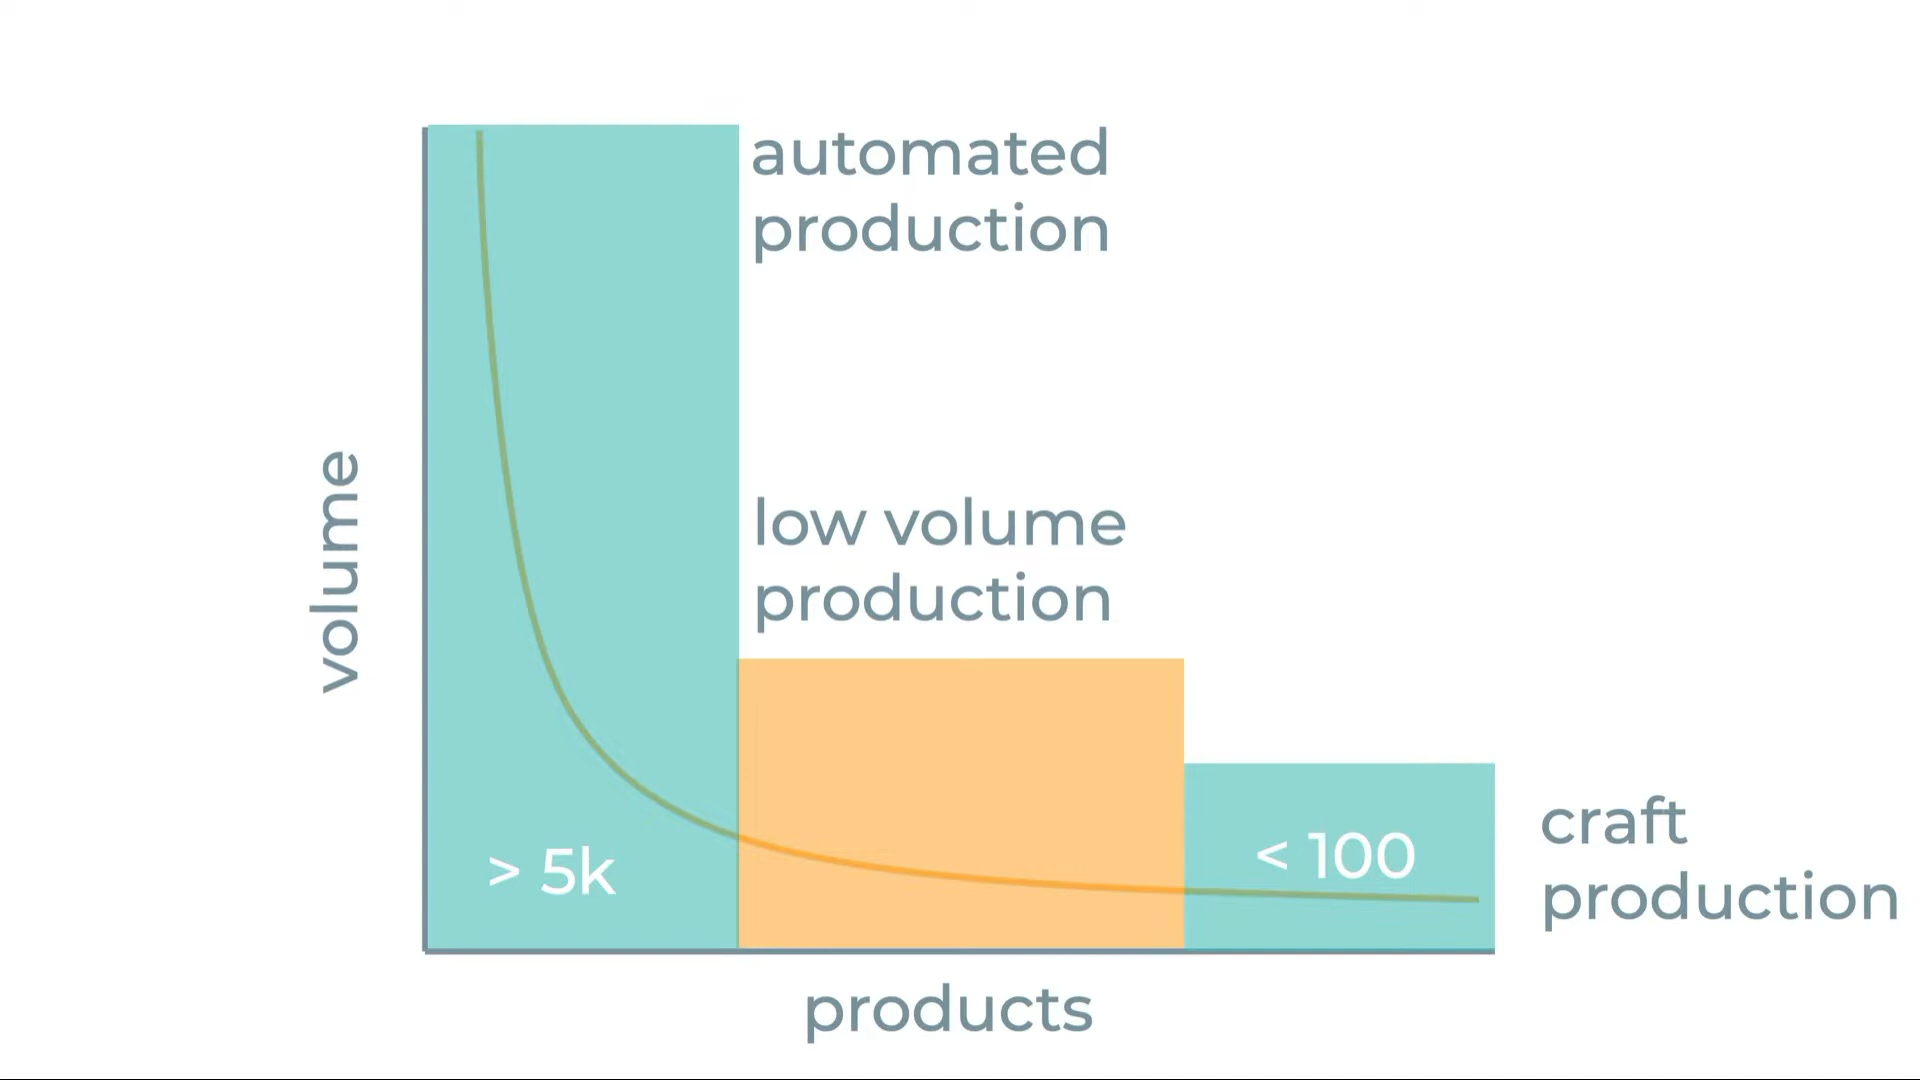 automated
production
low volume
production
volume
> 5k
< 100
craft
production
products